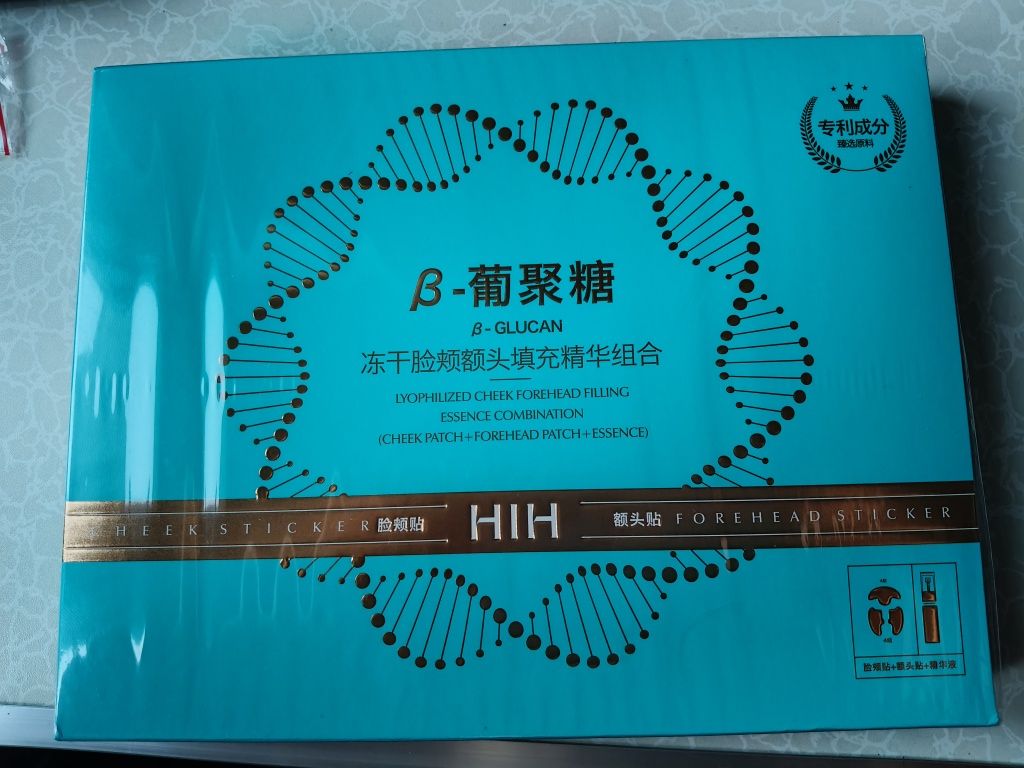 专利成分
臻选原料
β-葡聚糖
β-GLUCAN
冻干脸颊额头填充精华组合
LYOPHILIZED CHEEK FOREHEAD FILLING
ESSENCE COMBINATION
(CHEEK PATCH+FOREHEAD PATCH+ESSENCE)
CHEEK STICKER 脸颊贴 HIH 额头贴 FOREHEAD STICKER
脸颊贴+额头贴+精华液